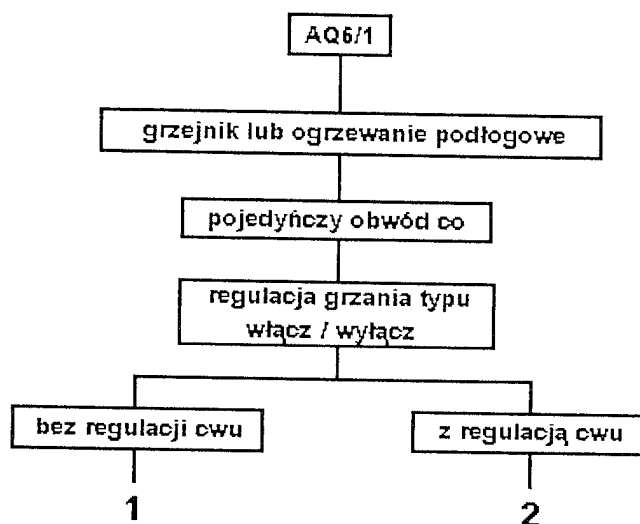 AQ6/1
grzejnik lub ogrzewanie podłogowe
pojedyńczy obwód co
regulacja grzania typu
włącz / wyłącz
bez regulacji cwu
z regulacją cwu
1
2